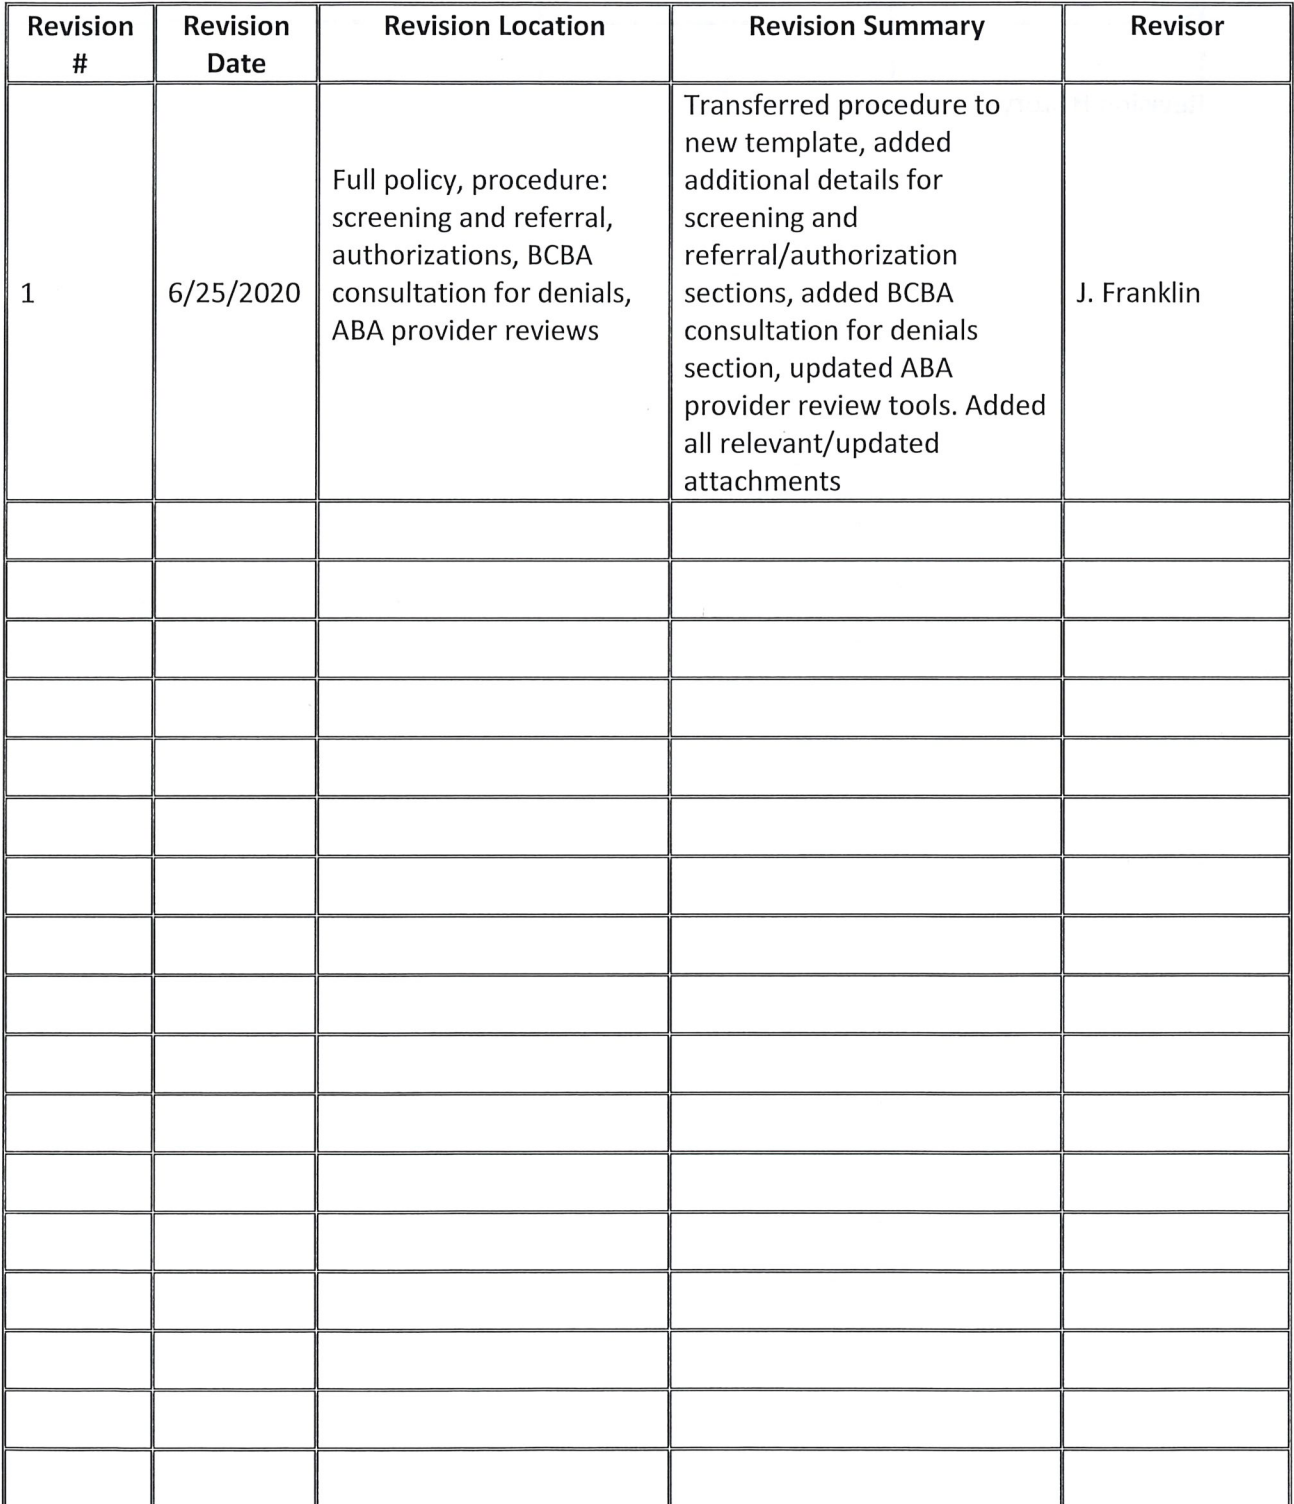 Revision
#
Revision
Date
Revision Location
Revision Summary
Revisor
1
6/25/2020
Full policy, procedure:
screening and referral,
authorizations, BCBA
consultation for denials,
ABA provider reviews
Transferred procedure to
new template, added
additional details for
screening and
referral/authorization
sections, added BCBA
consultation for denials
section, updated ABA
provider review tools. Added
all relevant/updated
attachments
J. Franklin